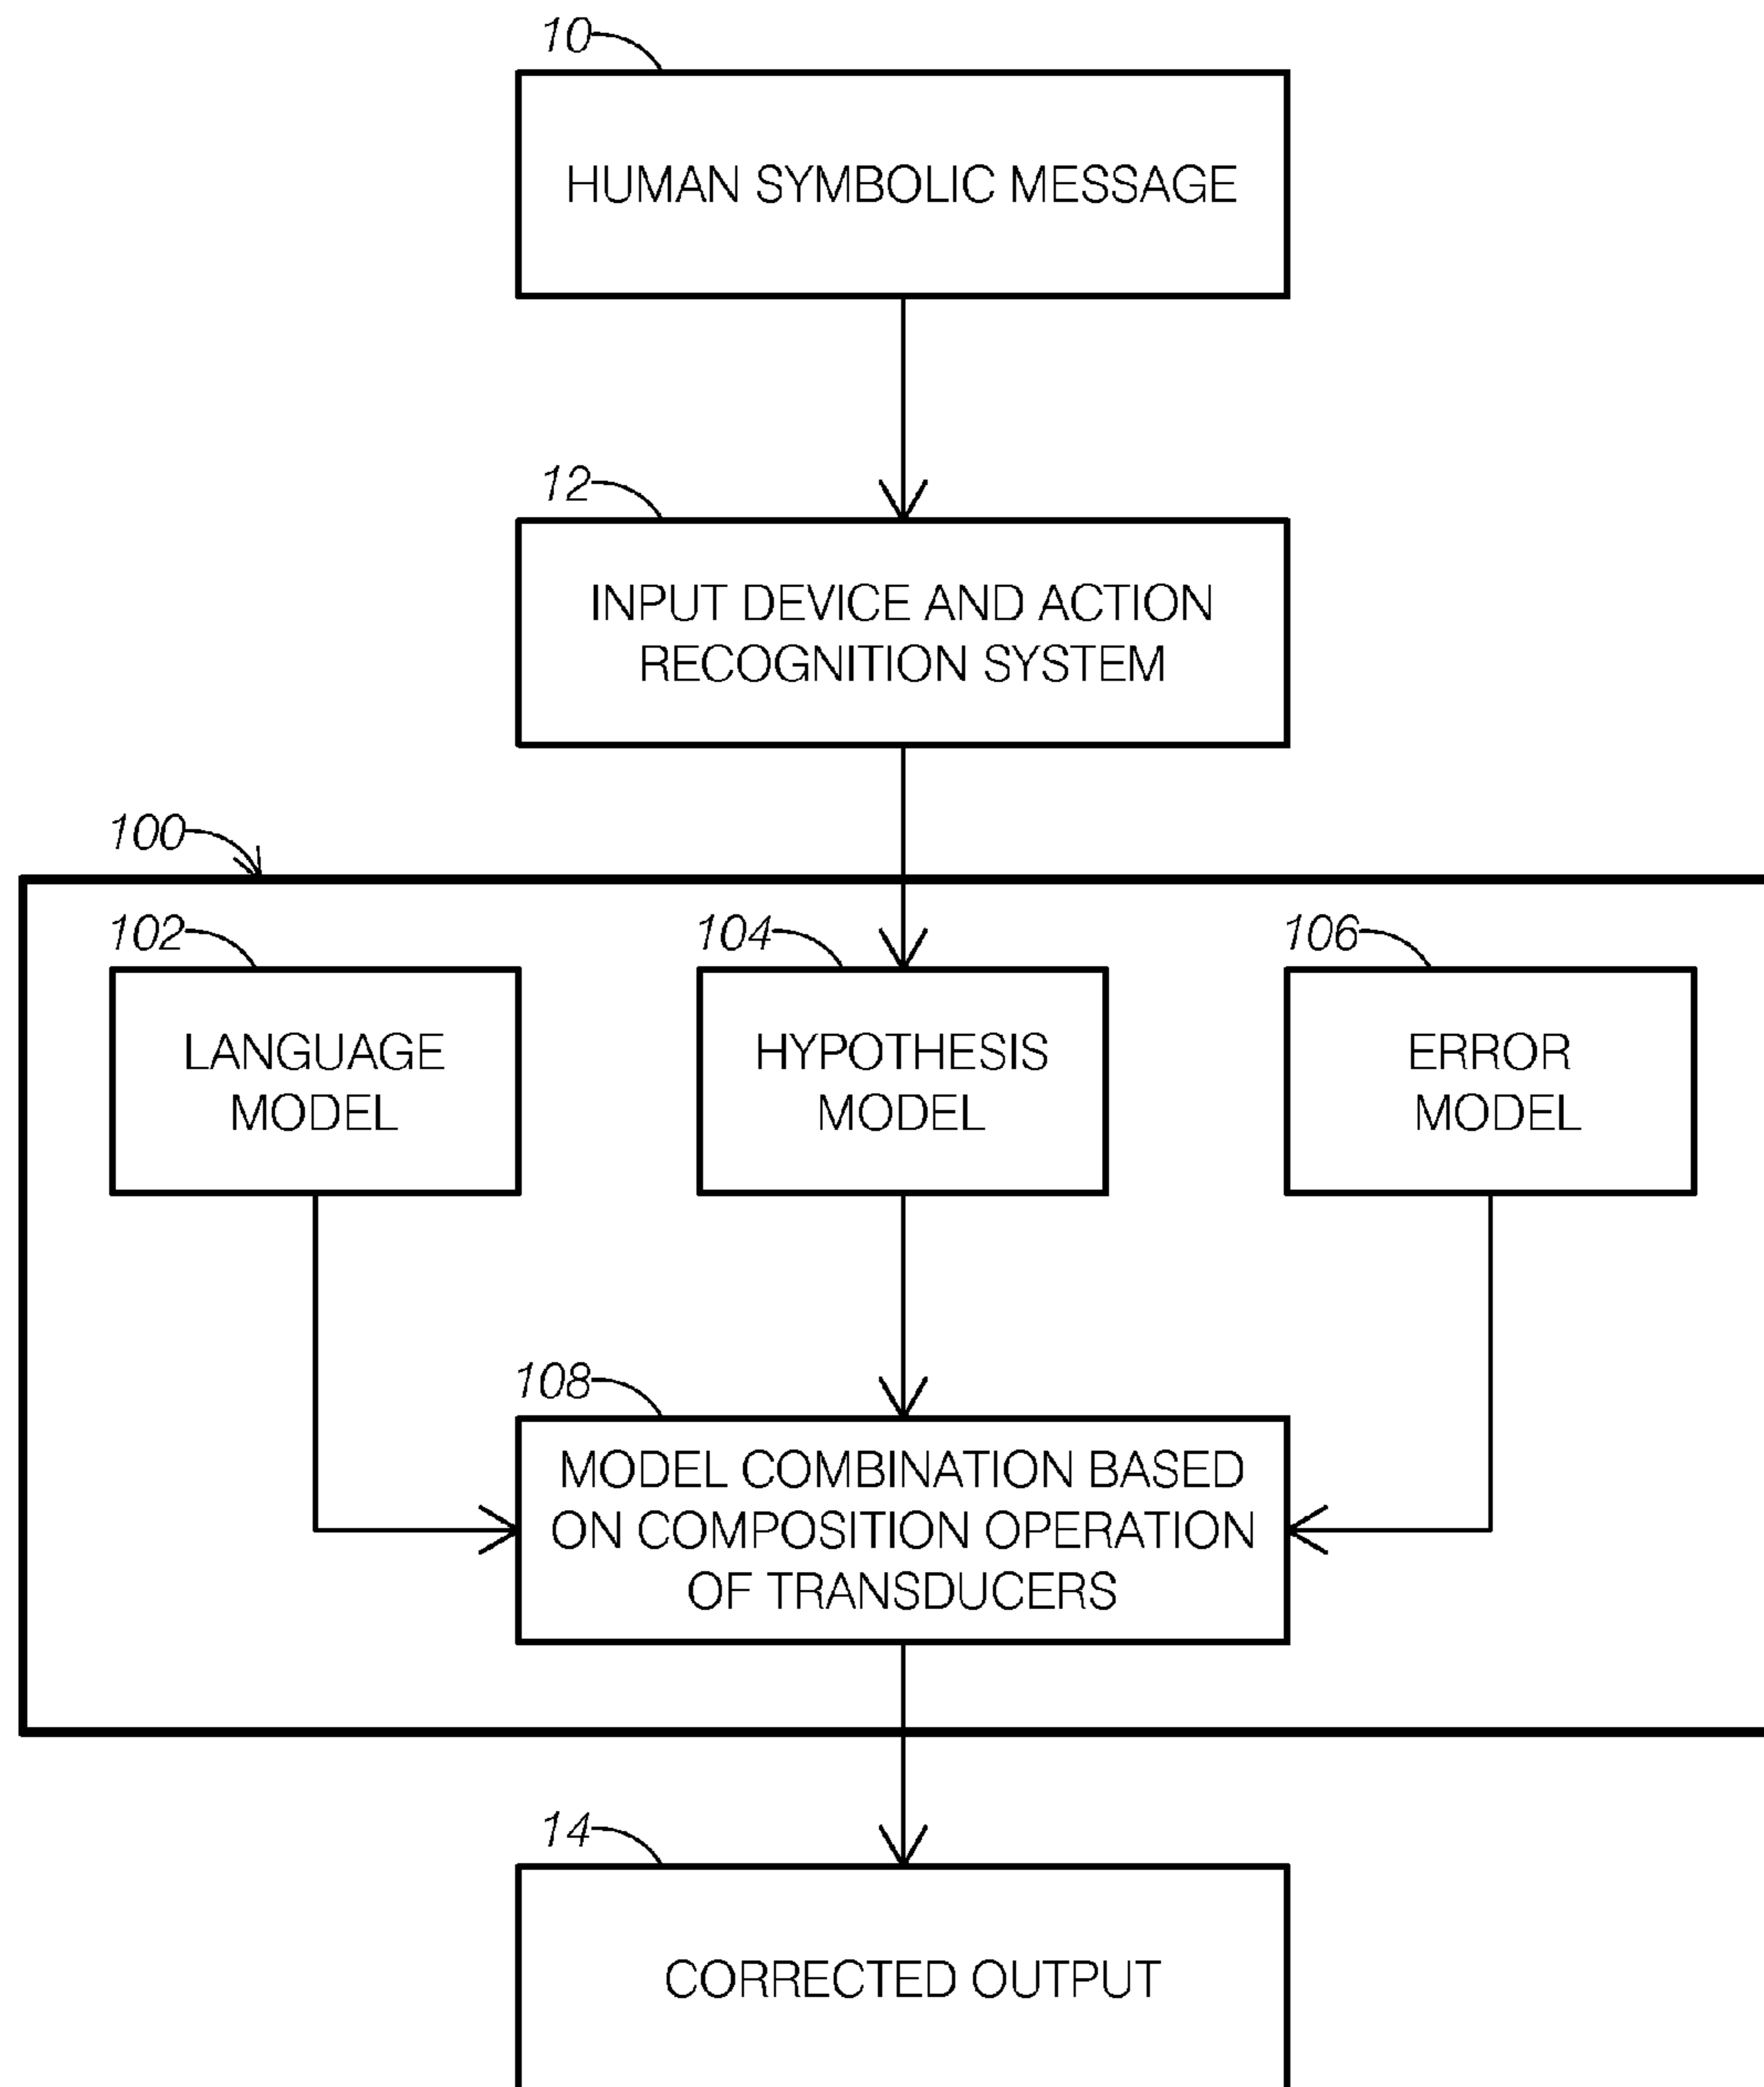 10
HUMAN SYMBOLIC MESSAGE
12
INPUT DEVICE AND ACTION
RECOGNITION SYSTEM
100
102
104
106
LANGUAGE
MODEL
HYPOTHESIS
MODEL
ERROR
MODEL
108
MODEL COMBINATION BASED
ON COMPOSITION OPERATION
OF TRANSDUCERS
14
CORRECTED OUTPUT